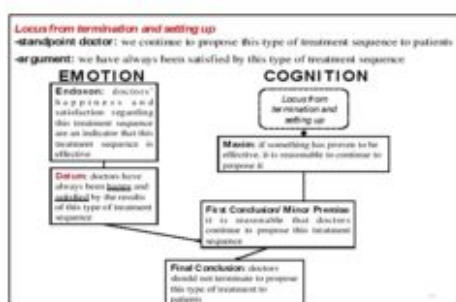 Locus from termination and setting up
-standpoint doctor: we continue to propose this type of treatment sequence to patients
-argument: we have always been satisfied by this type of treatment sequence
EMOTION
COGNITION
Endoxon: doctors'
happiness and
satisfaction regarding
this treatment sequence
are an indicator that this
treatment sequence is
effective
Datum: doctors have
always been happy and
satisfied by the results
of this type of treatment
sequence
Locus from
termination and
setting up
Maxim: if something has proven to be
effective, it is reasonable to continue to
propose it
First Conclusion/ Minor Premise
it is reasonable that doctors
continue to propose this treatment
sequence
Final Conclusion: doctors
should not terminate to propose
this type of treatment to
patients